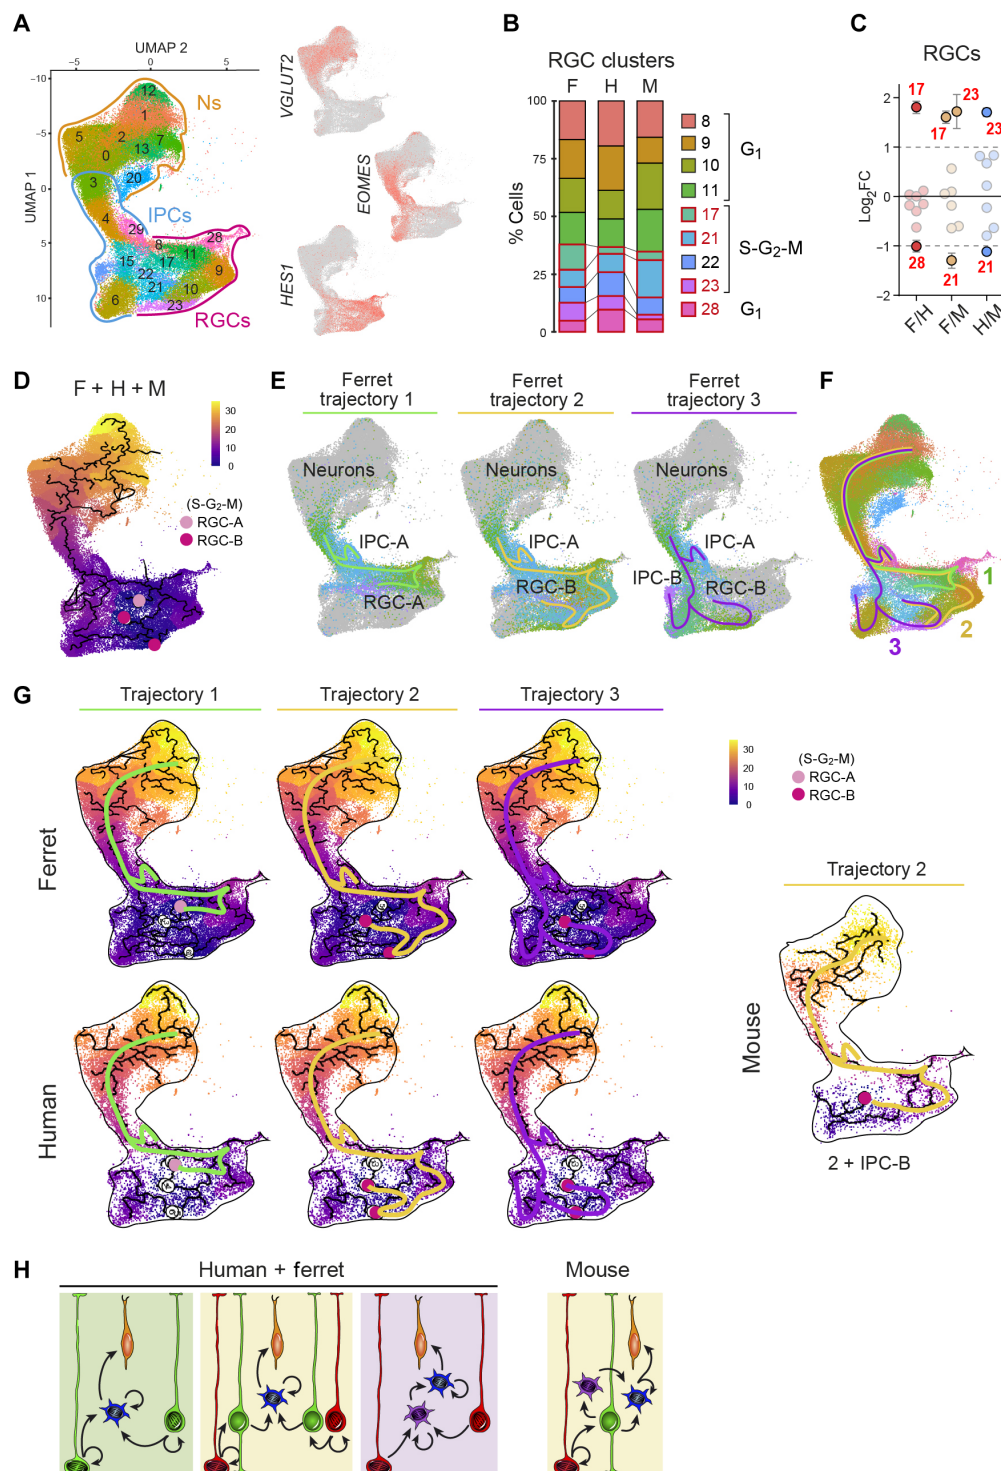 A
UMAP 2
−5
0
5
−10
−5
0
5
10
UMAP 1
12
1
Ns
5
2
7
13
0
20
3
IPCs
4
29
28
8
11
15
17
9
22
21
10
6
23
RGCs
VGLUT2
EOMES
HES1
B
RGC clusters
F H M
100
75
50
25
0
% Cells
8
9
10
11
17
21
22
23
28
G1
S-G2-M
G1
C
RGCs
17
23
17
23
28
21
21
2
1
0
−1
−2
Log2FC
F/H
F/M
H/M
D
F + H + M
30
20
10
0
(S-G2-M)
RGC-A
RGC-B
E
Ferret trajectory 1
Ferret trajectory 2
Ferret trajectory 3
Neurons
IPC-A
RGC-A
Neurons
IPC-A
RGC-B
Neurons
IPC-A
IPC-B
RGC-B
F
1
2
3
G
Trajectory 1
Trajectory 2
Trajectory 3
30
20
10
0
(S-G2-M)
RGC-A
RGC-B
Ferret
Human
Trajectory 2
Mouse
2 + IPC-B
H
Human + ferret
Mouse